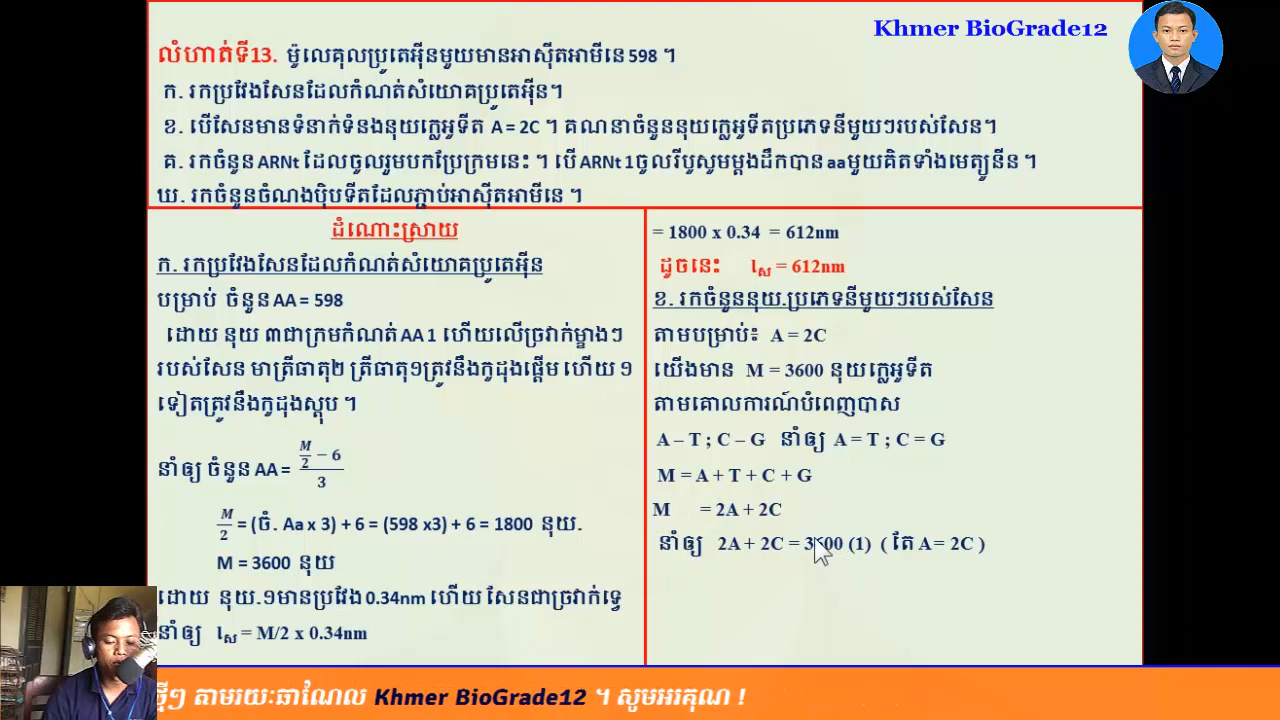 Khmer BioGrade12
លំហាត់ទី13. ម៉ូលេគុលប្រូតេអ៊ីនមួយមានអាស៊ីតអាមីនេ 598 ។
ក. រកប្រវែងសែនដែលកំណត់សំយោគប្រូតេអ៊ីន។
ខ. បើសែនមានទំនាក់ទំនងនុយក្លេអូទីត A = 2C ។ គណនាចំនួននុយក្លេអូទីតប្រភេទនីមួយៗរបស់សែន។
គ. រកចំនួន ARNt ដែលចូលរួមបកប្រែក្រមនេះ ។ បើ ARNt 1ចូលរីបូសូមម្តងដឹកបាន aaមួយគិតទាំងមេត្យូនីន ។
ឃ. រកចំនួនចំណងប៉ិបទីតដែលភ្ជាប់អាស៊ីតអាមីនេ ។
ដំណោះស្រាយ
ក. រកប្រវែងសែនដែលកំណត់សំយោគប្រូតេអ៊ីន
បម្រាប់ ចំនួន AA = 598
ដោយ នុយ ៣ជាក្រមកំណត់ AA 1 ហើយលើច្រវាក់ម្ខាងៗ
របស់សែន មាត្រីធាតុ២ ត្រីធាតុ១ត្រូវនឹងកូដុងផ្តើម ហើយ ១
ទៀតត្រូវនឹងកូដុងស្តុប ។
នាំឲ្យ ចំនួន AA = (M/2 – 6)/3
M/2 = (ចំ. Aa x 3) + 6 = (598 x3) + 6 = 1800 នុយ.
M = 3600 នុយ
ដោយ នុយ.១មានប្រវែង 0.34nm ហើយ សែនជាច្រវាក់ទ្វេ
នាំឲ្យ lស = M/2 x 0.34nm
= 1800 x 0.34 = 612nm
ដូចនេះ lស = 612nm
ខ. រកចំនួននុយ.ប្រភេទនីមួយៗរបស់សែន
តាមបម្រាប់៖ A = 2C
យើងមាន M = 3600 នុយក្លេអូទីត
តាមគោលការណ៍បំពេញបាស
A – T ; C – G នាំឲ្យ A = T ; C = G
M = A + T + C + G
M = 2A + 2C
នាំឲ្យ 2A + 2C = 3600 (1) ( តែ A = 2C )
ថ្មីៗ តាមរយៈឆាណែល Khmer BioGrade12 ។ សូមអរគុណ !